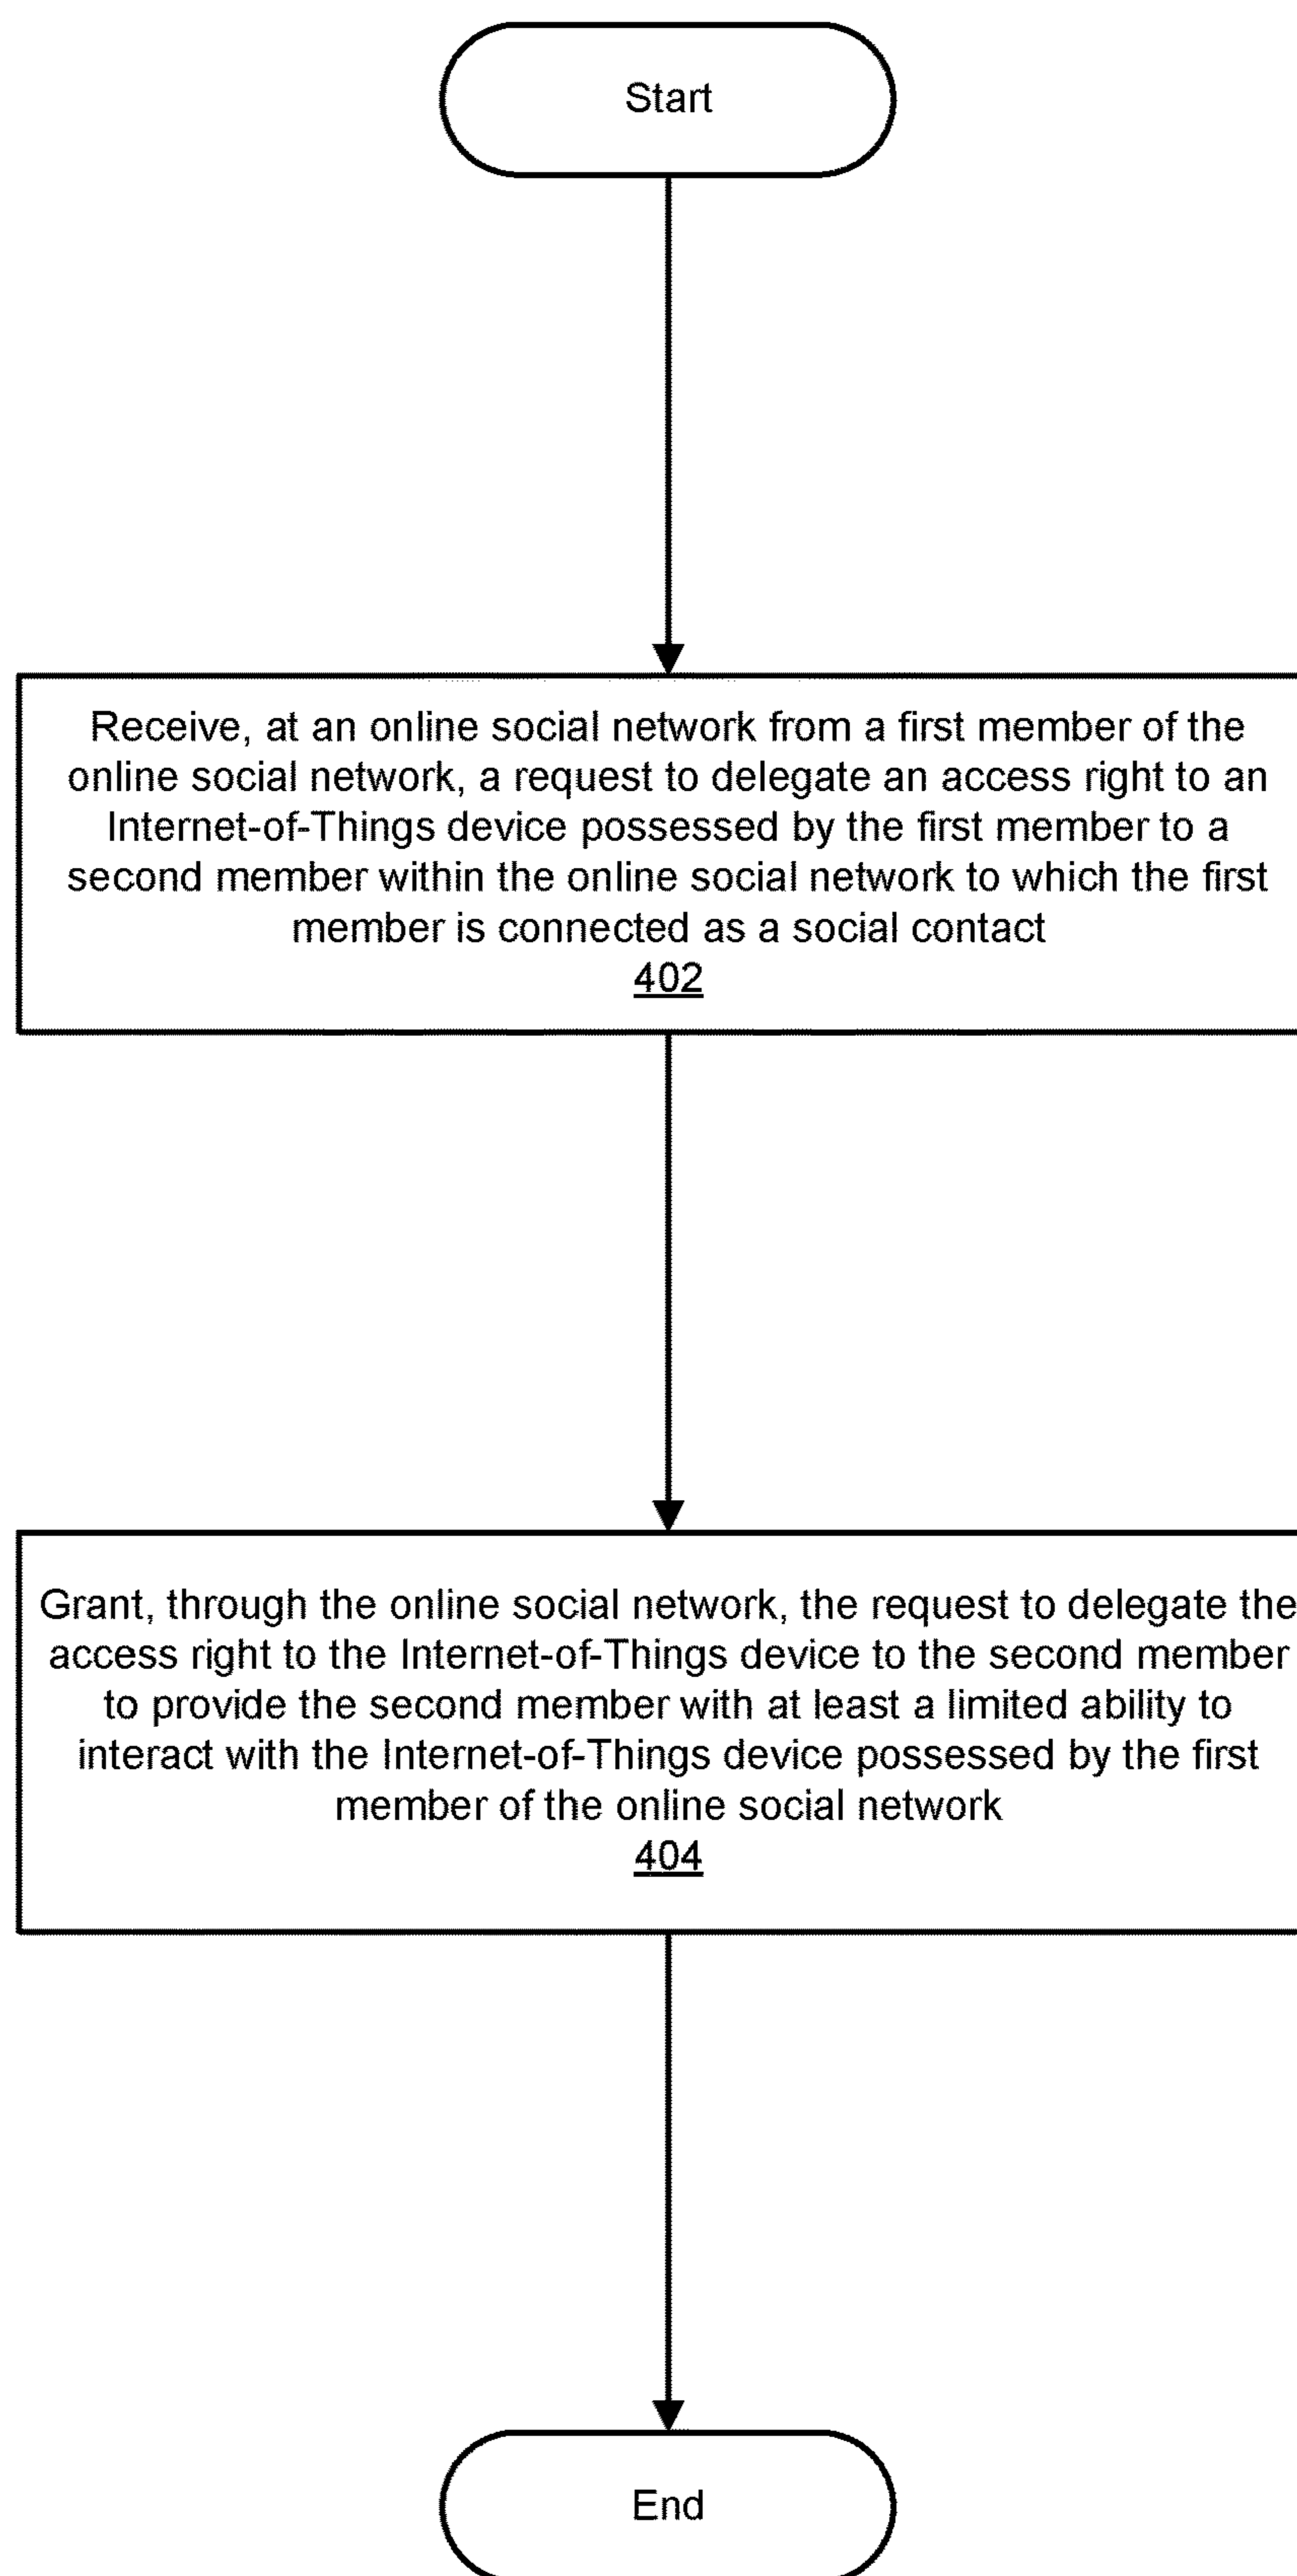 Start
Receive, at an online social network from a first member of the
online social network, a request to delegate an access right to an
Internet-of-Things device possessed by the first member to a
second member within the online social network to which the first
member is connected as a social contact
402
Grant, through the online social network, the request to delegate the
access right to the Internet-of-Things device to the second member
to provide the second member with at least a limited ability to
interact with the Internet-of-Things device possessed by the first
member of the online social network
404
End